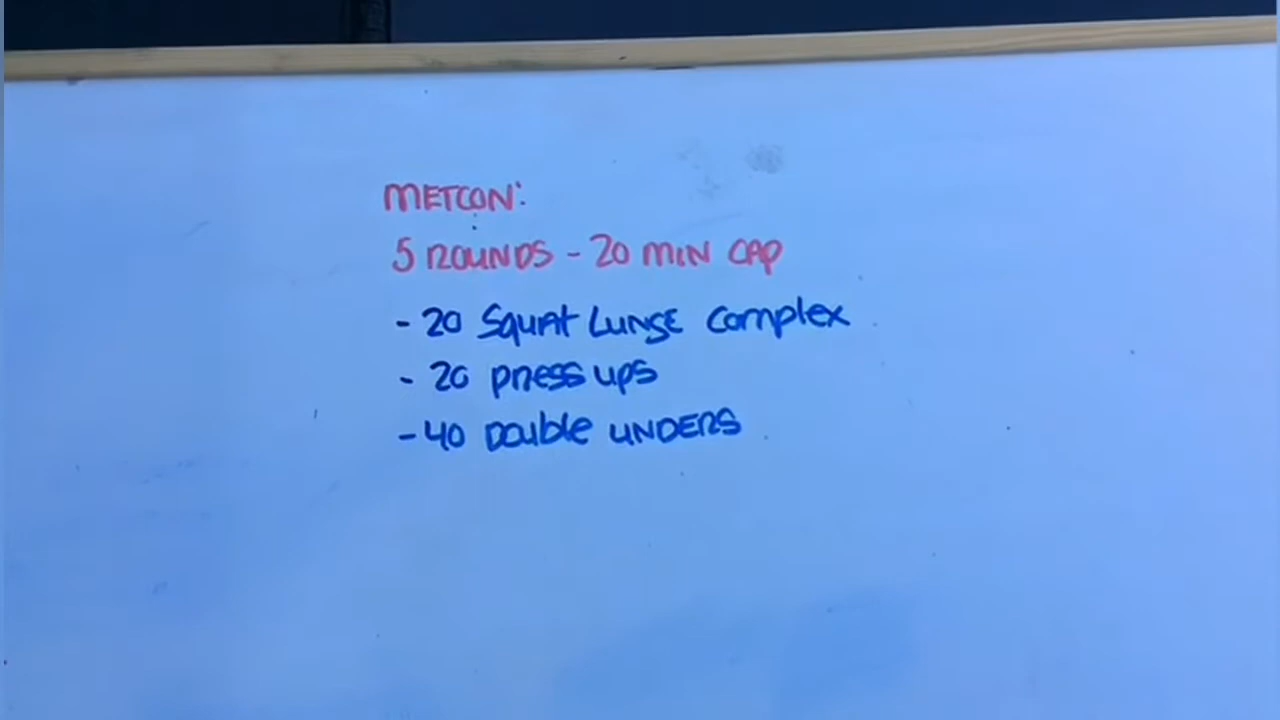 METCON:
5 ROUNDS - 20 MIN CAP
- 20 Squat Lunge Complex
- 20 press ups
- 40 Double UNDERS